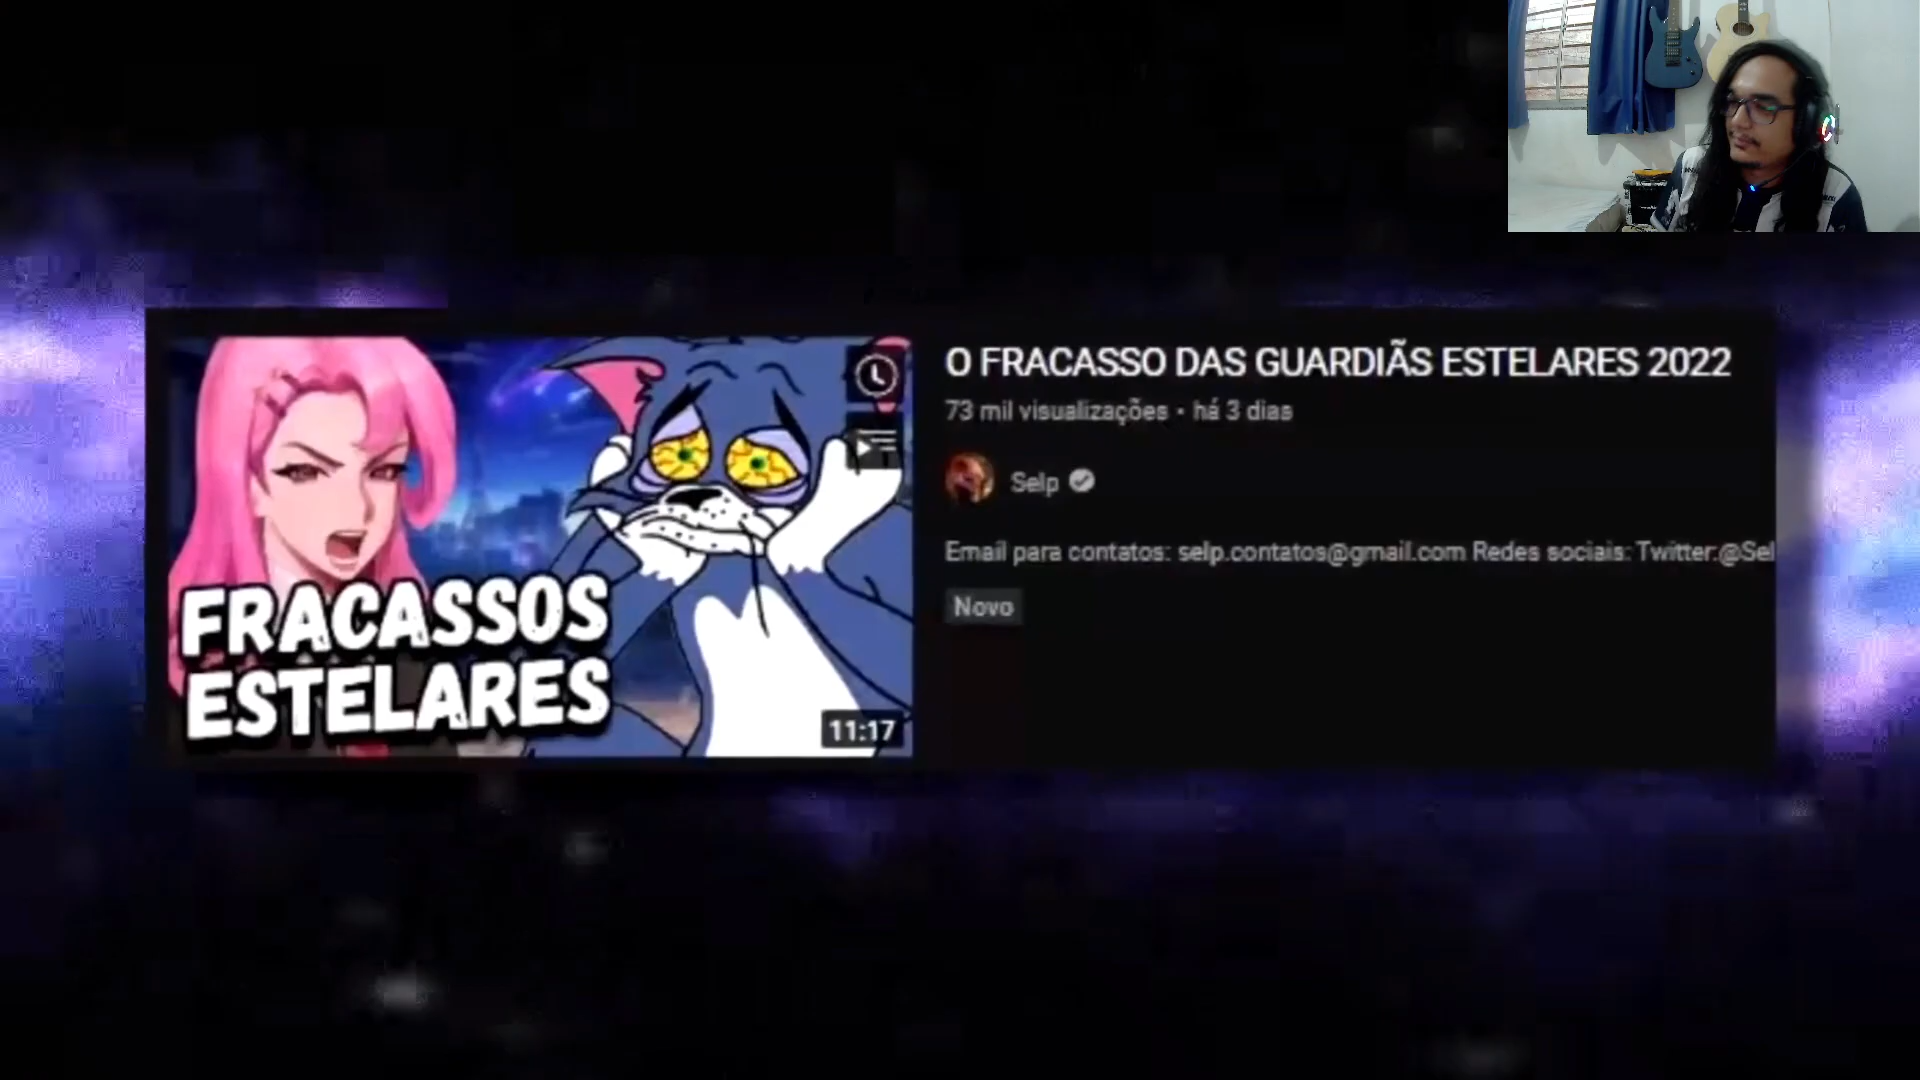 FRACASSOS
ESTELARES
11:17
O FRACASSO DAS GUARDIÃS ESTELARES 2022
73 mil visualizações • há 3 dias
Selp
Email para contatos: selp.contatos@gmail.com Redes sociais: Twitter:@Sel
Novo